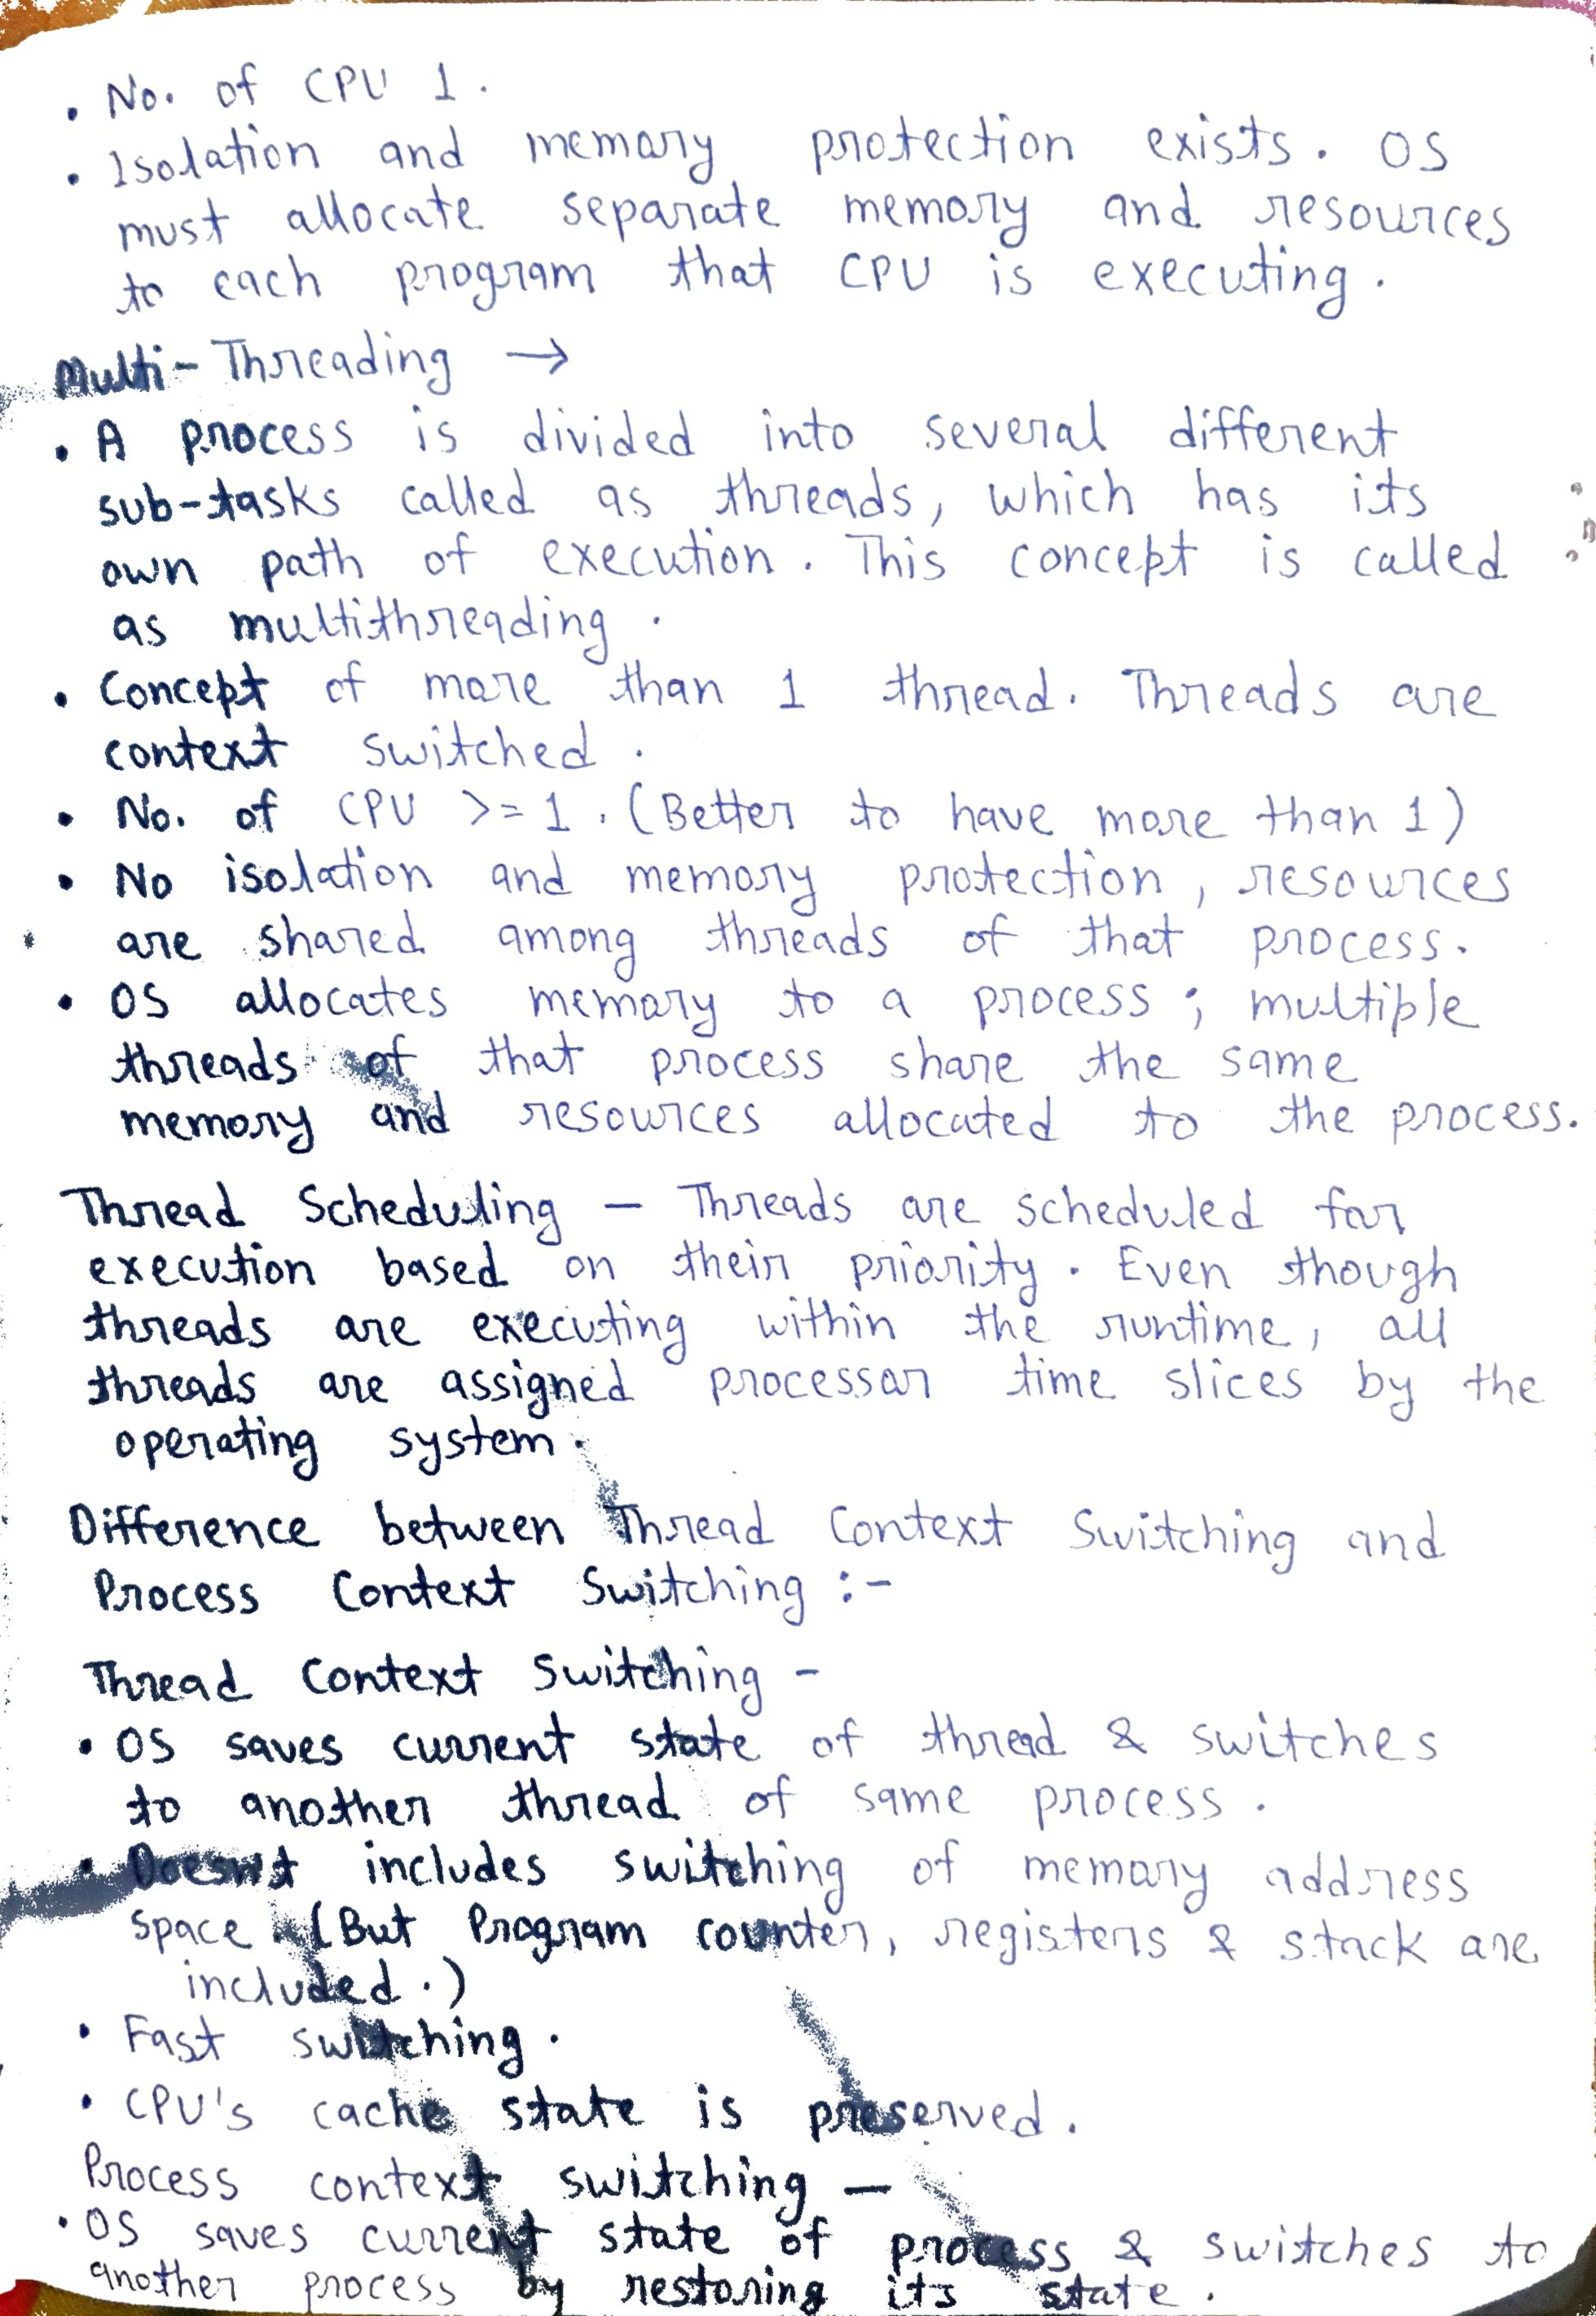 • No. of CPU 1.
• Isolation and memory protection exists. OS
must allocate separate memory and resources
to each program that CPU is executing.
Multi-Threading →
• A process is divided into several different
sub-tasks called as threads, which has its
own path of execution. This concept is called
as multithreading.
• Concept of more than 1 thread. Threads are
context switched.
• No. of CPU >= 1. (Better to have more than 1)
• No isolation and memory protection, resources
are shared among threads of that process.
• OS allocates memory to a process; multiple
threads of that process share the same
memory and resources allocated to the process.
Thread Scheduling — Threads are scheduled for
execution based on their priority. Even though
threads are executing within the runtime, all
threads are assigned processor time slices by the
operating system.
Difference between Thread Context Switching and
Process Context Switching :-
Thread Context Switching -
• OS saves current state of thread & switches
to another thread of same process.
• Doesn't includes switching of memory address
space. (But Program counter, registers & stack are
included.)
• Fast switching.
• CPU's cache state is preserved.
Process context switching —
• OS saves current state of process & switches to
another process by restoring its state.